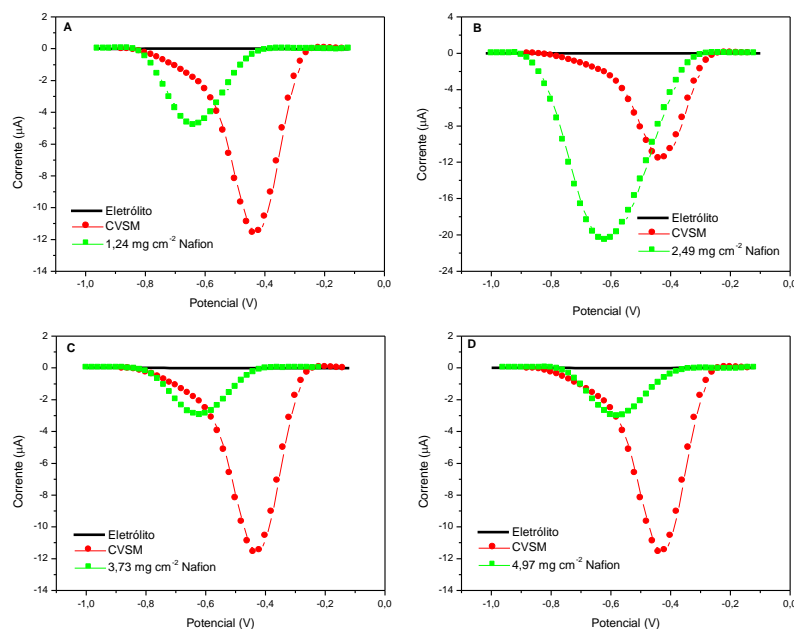 A
0
-2
-4
-6
-8
-10
-12
-14
Corrente (µA)
Eletrólito
CVSM
1,24 mg cm⁻² Nafion
-1,0 -0,8 -0,6 -0,4 -0,2 0,0
Potencial (V)
B
4
0
-4
-8
-12
-16
-20
-24
Corrente (µA)
Eletrólito
CVSM
2,49 mg cm⁻² Nafion
-1,0 -0,8 -0,6 -0,4 -0,2 0,0
Potencial (V)
C
2
0
-2
-4
-6
-8
-10
-12
-14
Corrente (µA)
Eletrólito
CVSM
3,73 mg cm⁻² Nafion
-1,0 -0,8 -0,6 -0,4 -0,2 0,0
Potencial (V)
D
2
0
-2
-4
-6
-8
-10
-12
-14
Corrente (µA)
Eletrólito
CVSM
4,97 mg cm⁻² Nafion
-1,0 -0,8 -0,6 -0,4 -0,2 0,0
Potencial (V)